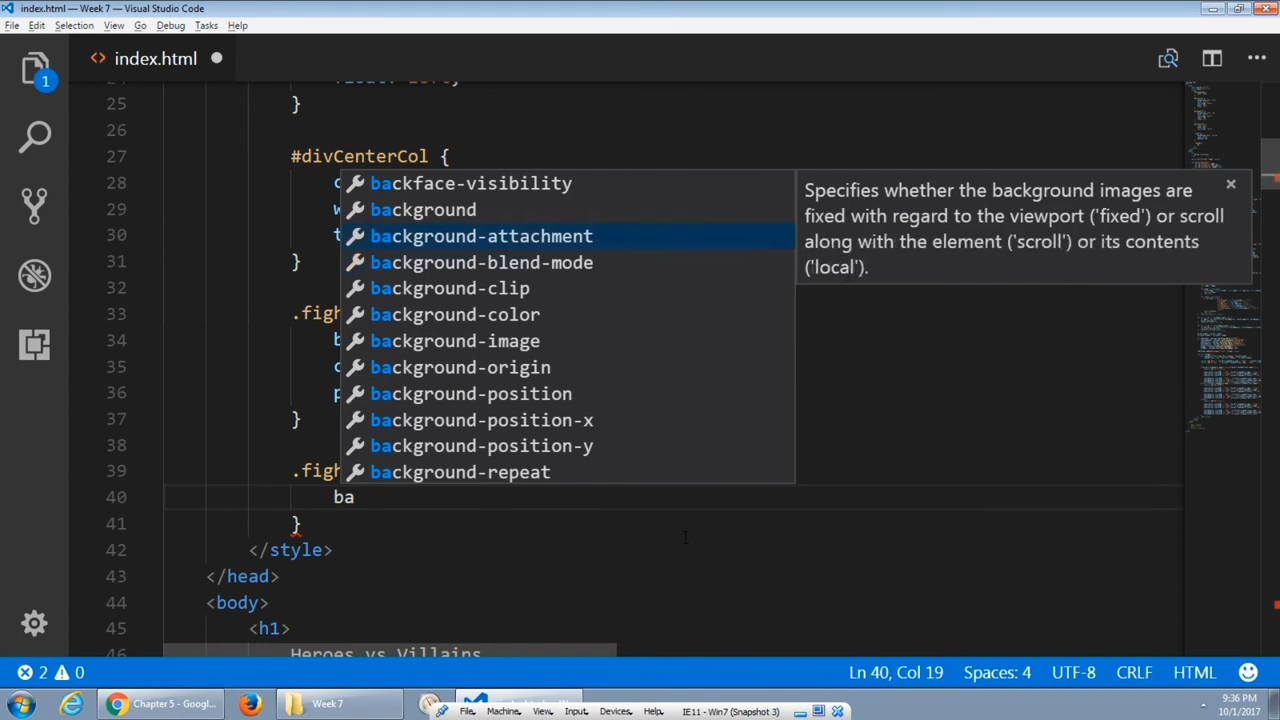 index.html — Week 7 — Visual Studio Code
File Edit Selection View Go Debug Tasks Help
1
<> index.html
25 }
26
27 #divCenterCol {
28
29 w
30 t
31 }
32
33 .figh
34
35
36 p
37 }
38
39 .figh
40 ba
41 }
42 </style>
43 </head>
44 <body>
45 <h1>
46 Heroes vs Villains
backface-visibility
background
background-attachment
background-blend-mode
background-clip
background-color
background-image
background-origin
background-position
background-position-x
background-position-y
background-repeat
Specifies whether the background images are
fixed with regard to the viewport ('fixed') or scroll
along with the element ('scroll') or its contents
('local').
2 0 Ln 40, Col 19 Spaces: 4 UTF-8 CRLF HTML
Chapter 5 - Googl... Week 7
File, Machine, View, Input, Devices, Help, IE11 - Win7 (Snapshot 3)
9:36 PM
10/1/2017